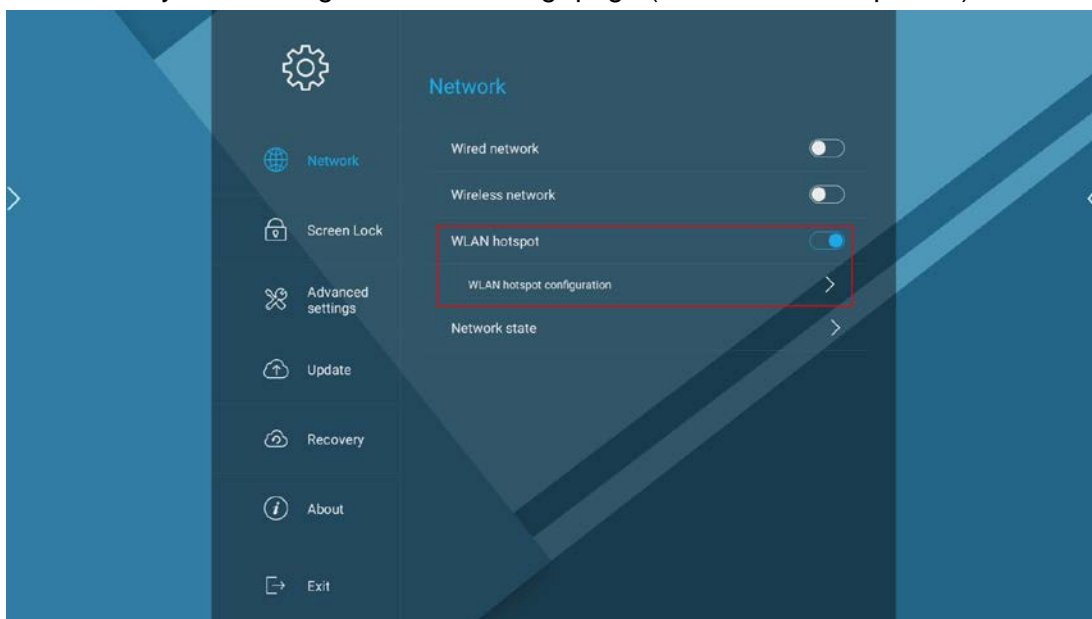 Network
Network
Wired network
Wireless network
Screen Lock
WLAN hotspot
WLAN hotspot configuration
Advanced
settings
Network state
Update
Recovery
About
Exit